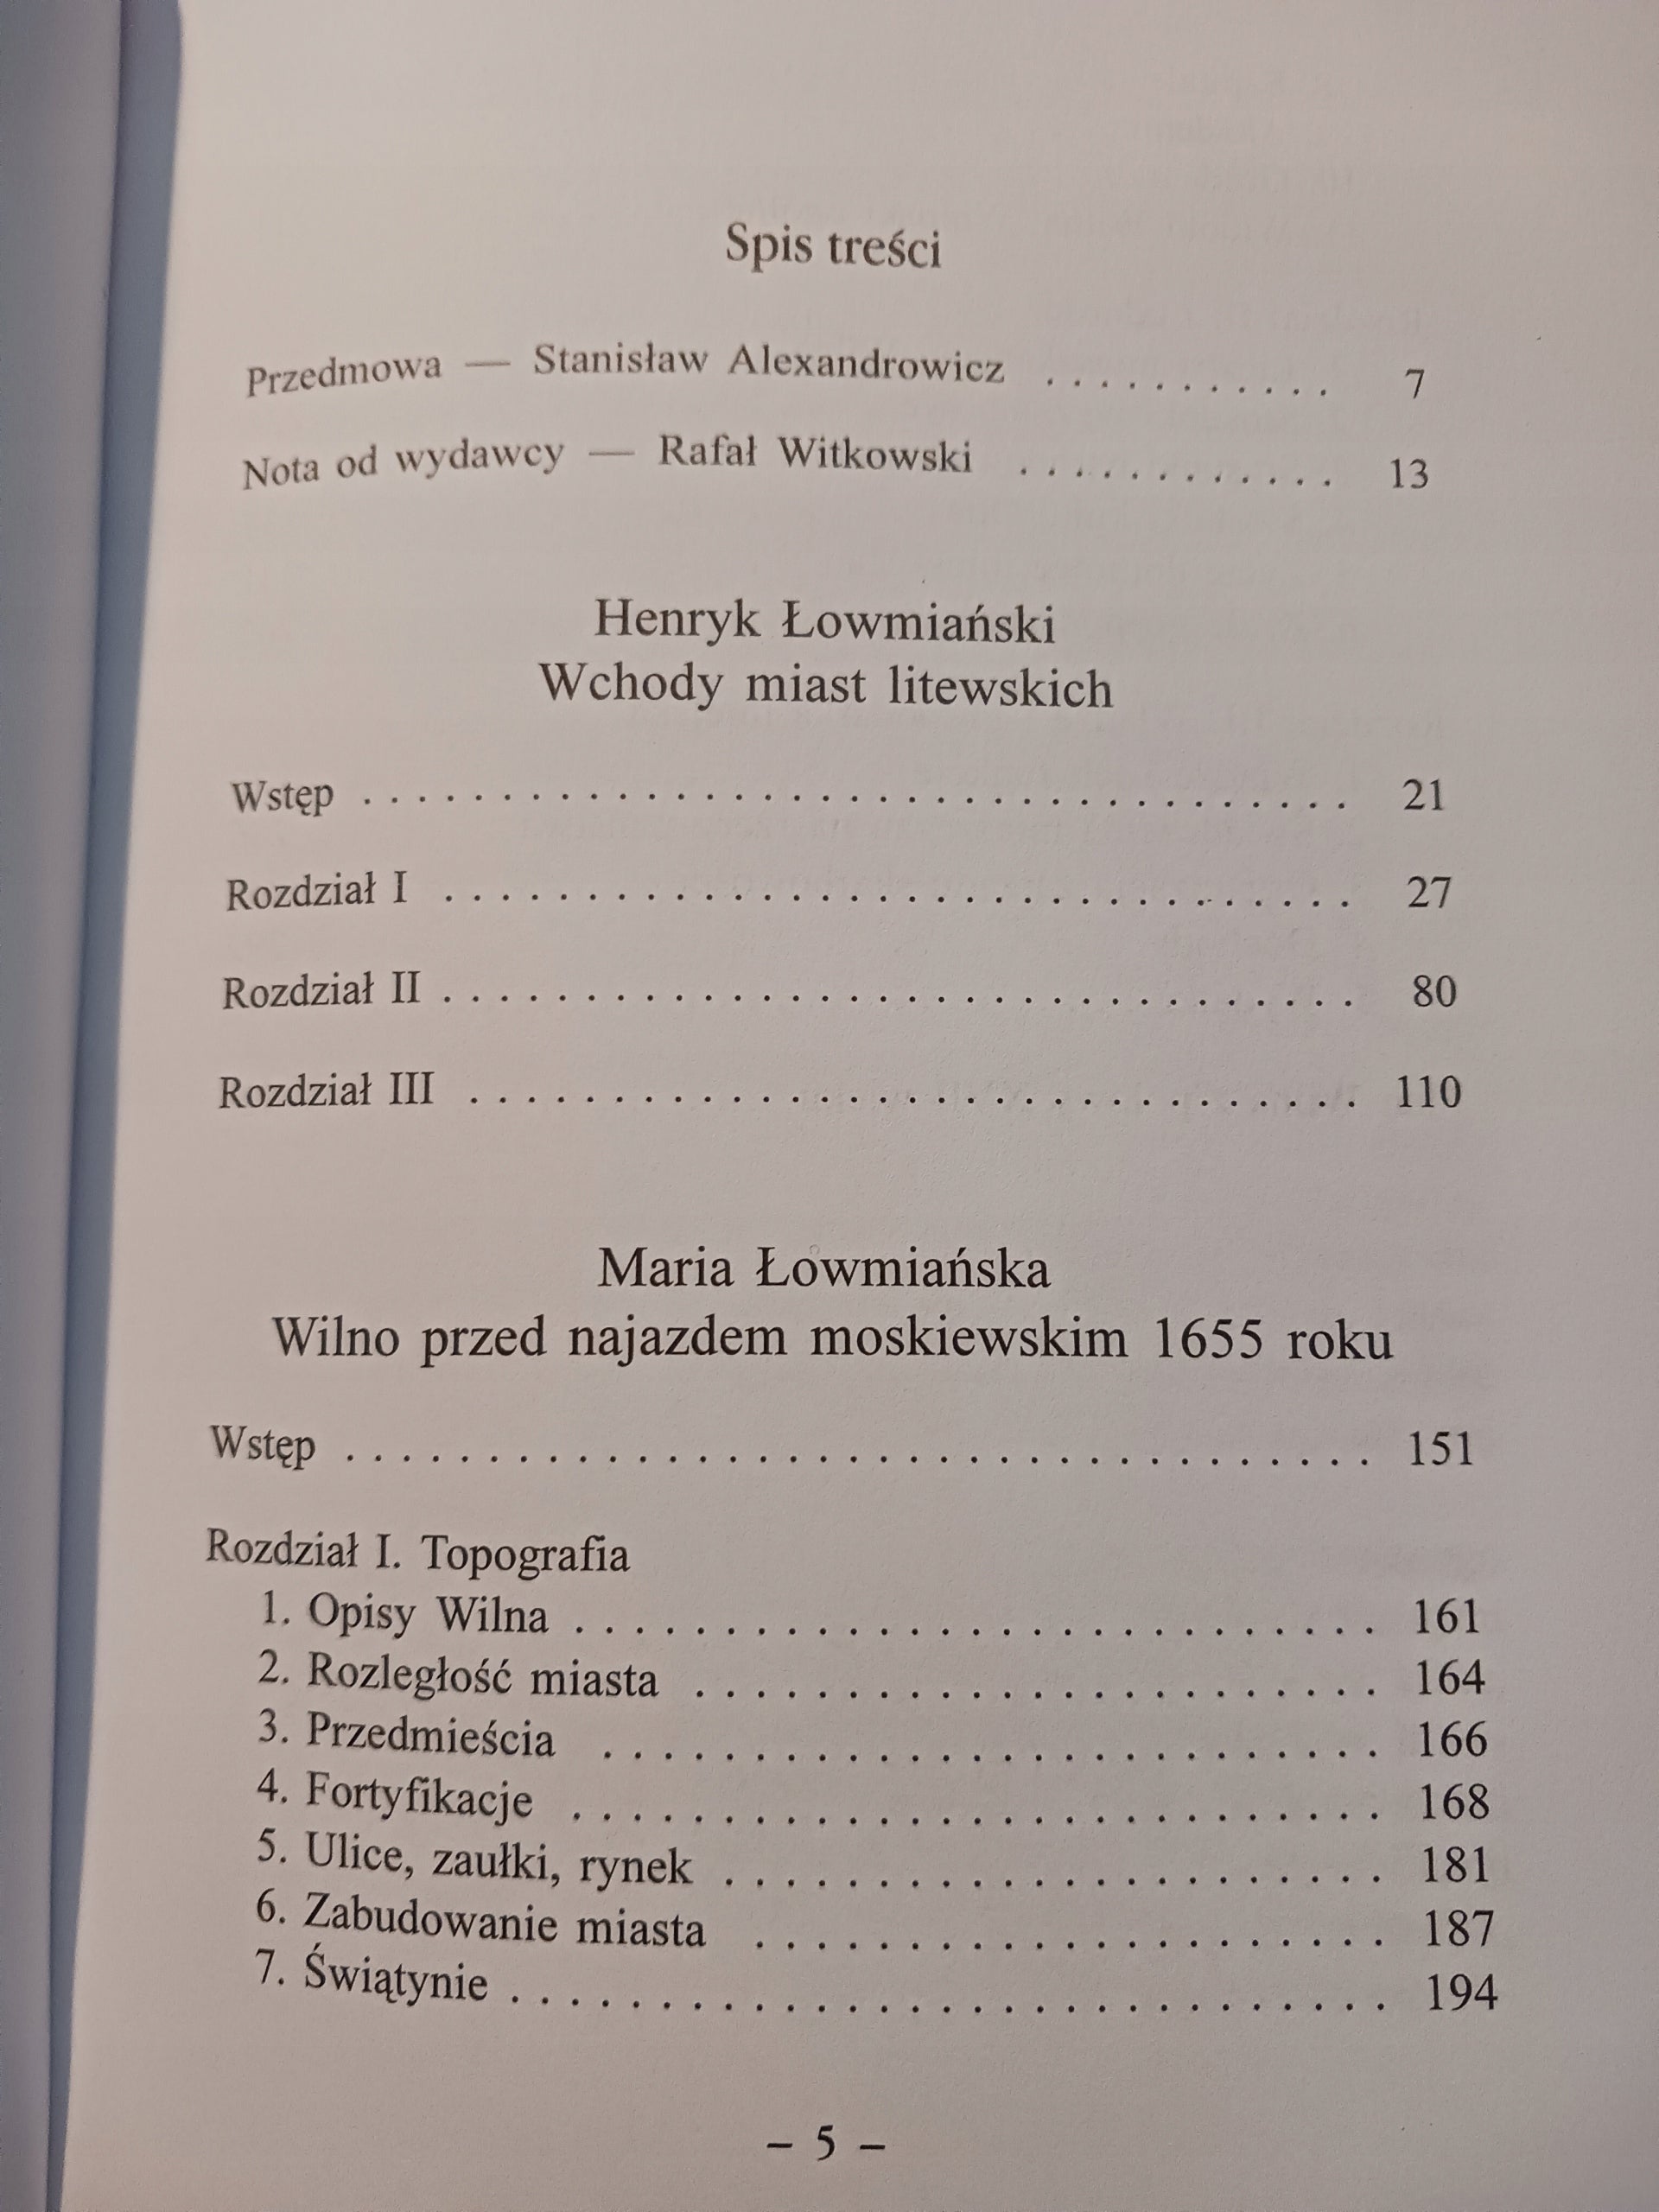 Spis treści
Przedmowa — Stanisław Alexandrowicz . . . . . . . . . . . 7
Nota od wydawcy — Rafał Witkowski . . . . . . . . . . . . 13
Henryk Łowmiański
Wchody miast litewskich
Wstęp . . . . . . . . . . . . . . . . . . . . . . . . . . . . . . . . . . . 21
Rozdział I . . . . . . . . . . . . . . . . . . . . . . . . . . . . . . . . 27
Rozdział II . . . . . . . . . . . . . . . . . . . . . . . . . . . . . . . . 80
Rozdział III . . . . . . . . . . . . . . . . . . . . . . . . . . . . . . . 110
Maria Łowmiańska
Wilno przed najazdem moskiewskim 1655 roku
Wstęp . . . . . . . . . . . . . . . . . . . . . . . . . . . . . . . . . . . 151
Rozdział I. Topografia
1. Opisy Wilna . . . . . . . . . . . . . . . . . . . . . . . . . . . 161
2. Rozległość miasta . . . . . . . . . . . . . . . . . . . . . . . 164
3. Przedmieścia . . . . . . . . . . . . . . . . . . . . . . . . . . 166
4. Fortyfikacje . . . . . . . . . . . . . . . . . . . . . . . . . . . 168
5. Ulice, zaułki, rynek . . . . . . . . . . . . . . . . . . . . . . 181
6. Zabudowanie miasta . . . . . . . . . . . . . . . . . . . . . 187
7. Świątynie . . . . . . . . . . . . . . . . . . . . . . . . . . . . . 194
– 5 –